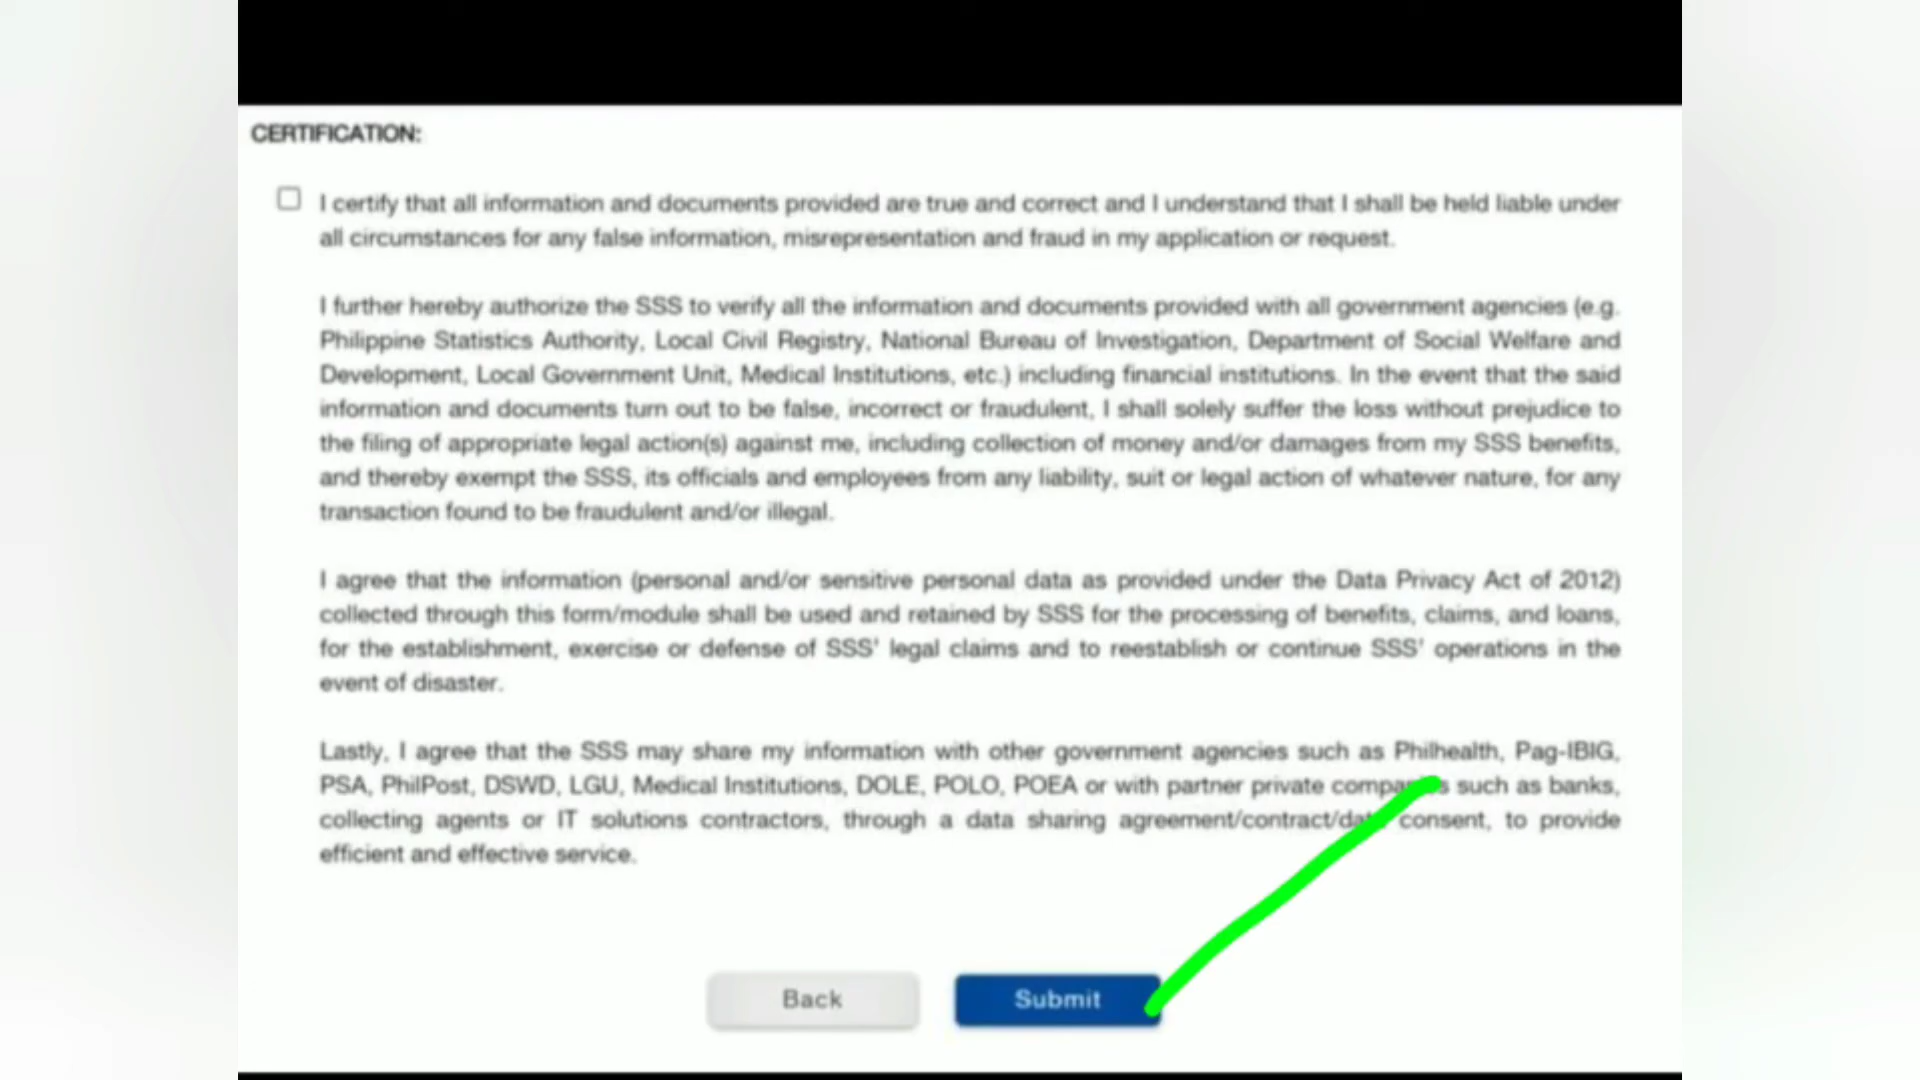 CERTIFICATION:
I certify that all information and documents provided are true and correct and I understand that I shall be held liable under
all circumstances for any false information, misrepresentation and fraud in my application or request.
I further hereby authorize the SSS to verify all the information and documents provided with all government agencies (e.g.
Philippine Statistics Authority, Local Civil Registry, National Bureau of Investigation, Department of Social Welfare and
Development, Local Government Unit, Medical Institutions, etc.) including financial institutions. In the event that the said
information and documents turn out to be false, incorrect or fraudulent, I shall solely suffer the loss without prejudice to
the filing of appropriate legal action(s) against me, including collection of money and/or damages from my SSS benefits,
and thereby exempt the SSS, its officials and employees from any liability, suit or legal action of whatever nature, for any
transaction found to be fraudulent and/or illegal.
I agree that the information (personal and/or sensitive personal data as provided under the Data Privacy Act of 2012)
collected through this form/module shall be used and retained by SSS for the processing of benefits, claims, and loans,
for the establishment, exercise or defense of SSS' legal claims and to reestablish or continue SSS' operations in the
event of disaster.
Lastly, I agree that the SSS may share my information with other government agencies such as Philhealth, Pag-IBIG,
PSA, PhilPost, DSWD, LGU, Medical Institutions, DOLE, POLO, POEA or with partner private such as banks,
collecting agents or IT solutions contractors, through a data sharing agreement/contract/ consent, to provide
efficient and effective service.
Back
Submit